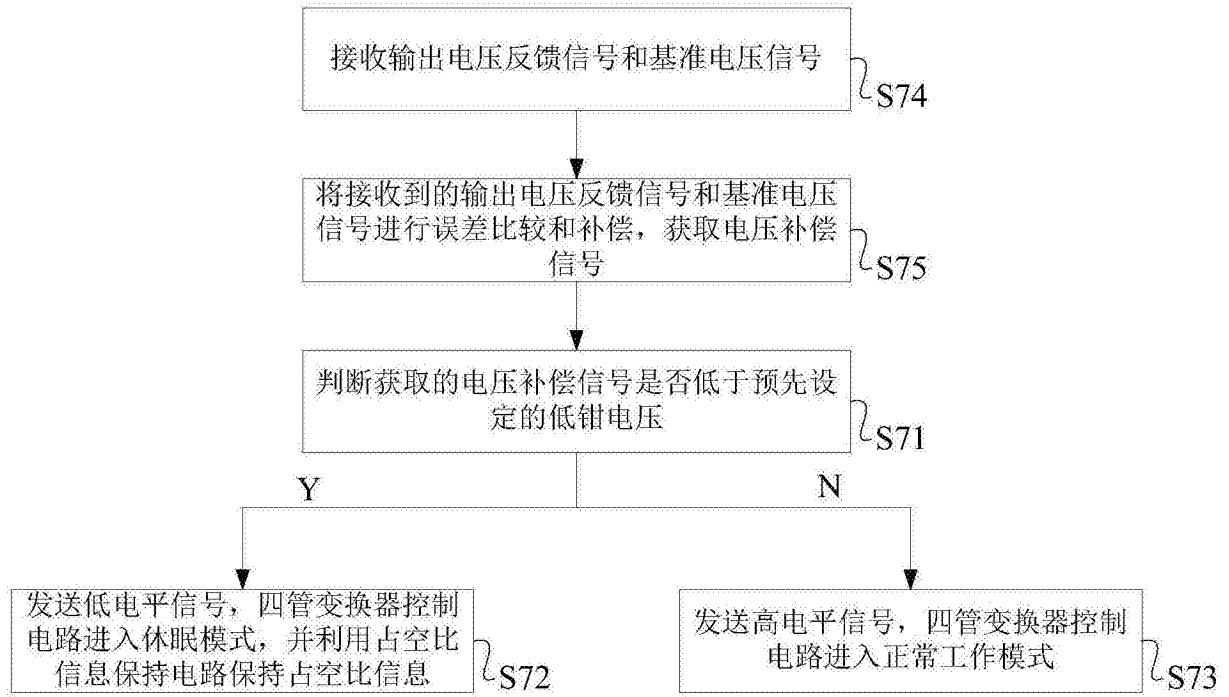 接收输出电压反馈信号和基准电压信号
S74
将接收到的输出电压反馈信号和基准电压
信号进行误差比较和补偿，获取电压补偿
信号
S75
判断获取的电压补偿信号是否低于预先设
定的低钳电压
S71
Y
N
发送低电平信号，四管变换器控制
电路进入休眠模式，并利用占空比
信息保持电路保持占空比信息
S72
发送高电平信号，四管变换器控制
电路进入正常工作模式
S73